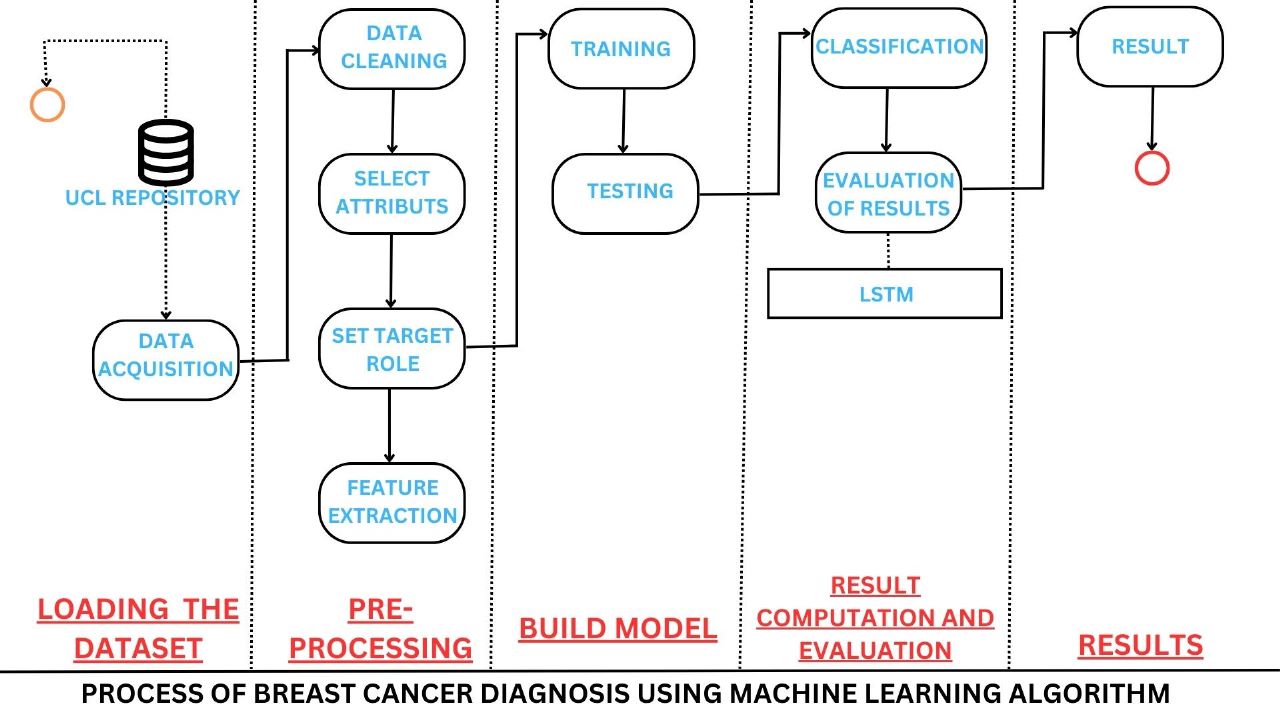 UCL REPOSITORY
DATA
ACQUISITION
LOADING THE
DATASET
DATA
CLEANING
SELECT
ATTRIBUTS
SET TARGET
ROLE
FEATURE
EXTRACTION
PRE-
PROCESSING
TRAINING
TESTING
BUILD MODEL
CLASSIFICATION
EVALUATION
OF RESULTS
LSTM
RESULT
COMPUTATION AND
EVALUATION
RESULT
RESULTS
PROCESS OF BREAST CANCER DIAGNOSIS USING MACHINE LEARNING ALGORITHM